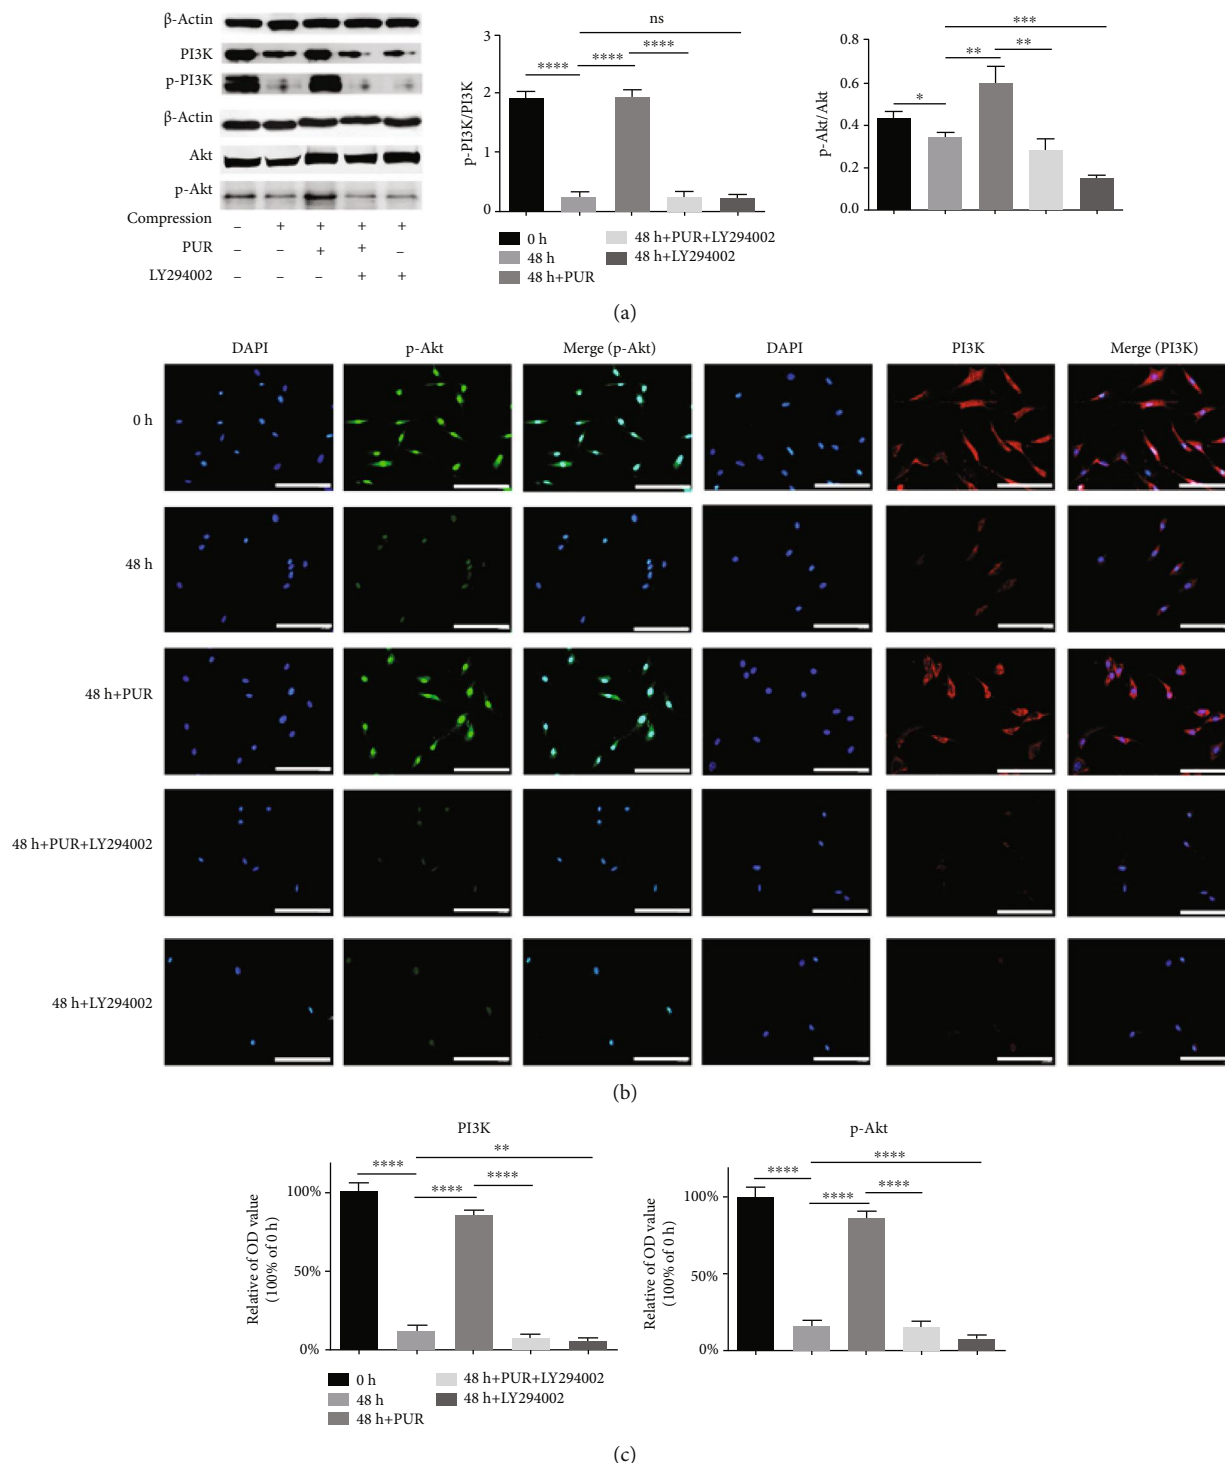 β-Actin
PI3K
p-PI3K
β-Actin
Akt
p-Akt
Compression – + + + +
PUR – – + + –
LY294002 – – – + +
p-PI3K/PI3K
3
2
1
0
**** **** ****
ns
0 h
48 h
48 h+PUR
48 h+PUR+LY294002
48 h+LY294002
p-Akt/Akt
0.8
0.6
0.4
0.2
0.0
* ** **
***
(a)
DAPI p-Akt Merge (p-Akt) DAPI PI3K Merge (PI3K)
0 h
48 h
48 h+PUR
48 h+PUR+LY294002
48 h+LY294002
(b)
PI3K
Relative of OD value
(100% of 0 h)
100%
50%
0%
**** **** ****
**
0 h
48 h
48 h+PUR
48 h+PUR+LY294002
48 h+LY294002
p-Akt
Relative of OD value
(100% of 0 h)
100%
50%
0%
**** **** ****
****
(c)